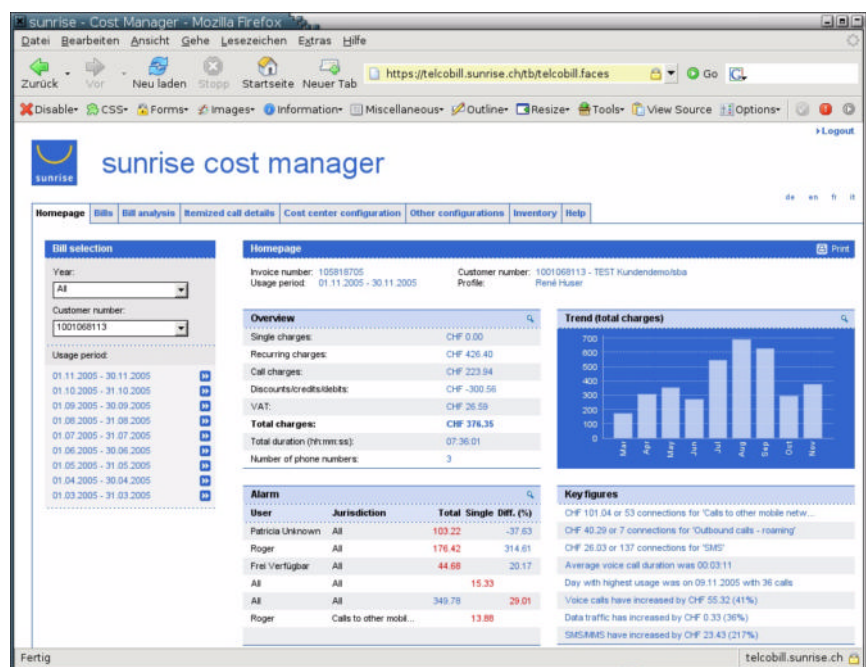 sunrise - Cost Manager - Mozilla Firefox
Datei Bearbeiten Ansicht Gehe Lesezeichen Extras Hilfe
Zurück Vor Neu laden Stopp Startseite Neuer Tab https://telcobill.sunrise.ch/tb/telcobill.faces Go
Disable CSS Forms Images Information Miscellaneous Outline Resize Tools View Source Options
Logout
sunrise
sunrise cost manager
de en fr it
Homepage Bills Bill analysis Itemized call details Cost center configuration Other configurations Inventory Help
Bill selection
Year:
All
Customer number:
1001068113
Usage period:
01.11.2005 - 30.11.2005
01.10.2005 - 31.10.2005
01.09.2005 - 30.09.2005
01.08.2005 - 31.08.2005
01.07.2005 - 31.07.2005
01.06.2005 - 30.06.2005
01.05.2005 - 31.05.2005
01.04.2005 - 30.04.2005
01.03.2005 - 31.03.2005
Homepage Print
Invoice number: 105818705 Customer number: 1001068113 - TEST Kundendemo/sba
Usage period: 01.11.2005 - 30.11.2005 Profile: René Huser
Overview
Single charges: CHF 0.00
Recurring charges: CHF 426.40
Call charges: CHF 223.94
Discounts/credits/debits: CHF -300.56
VAT: CHF 26.59
Total charges: CHF 376.35
Total duration (hh:mm:ss): 07:36:01
Number of phone numbers: 3
Trend (total charges)
700
600
500
400
300
200
100
0
Mar Apr May Jun Jul Aug Sep Oct Nov
Alarm
User Jurisdiction Total Single Diff. (%)
Patricia Unknown All 103.22 -37.63
Roger All 176.42 314.61
Frei Verfügbar All 44.68 20.17
All All 15.33
All All 349.78 29.01
Roger Calls to other mobil... 13.88
Key figures
CHF 101.04 or 53 connections for 'Calls to other mobile netw...
CHF 40.29 or 7 connections for 'Outbound calls - roaming'
CHF 26.03 or 137 connections for 'SMS'
Average voice call duration was 00:03:11
Day with highest usage was on 09.11.2005 with 36 calls
Voice calls have increased by CHF 55.32 (41%)
Data traffic has increased by CHF 0.33 (36%)
SMS/MMS have increased by CHF 23.43 (217%)
Fertig telcobill.sunrise.ch